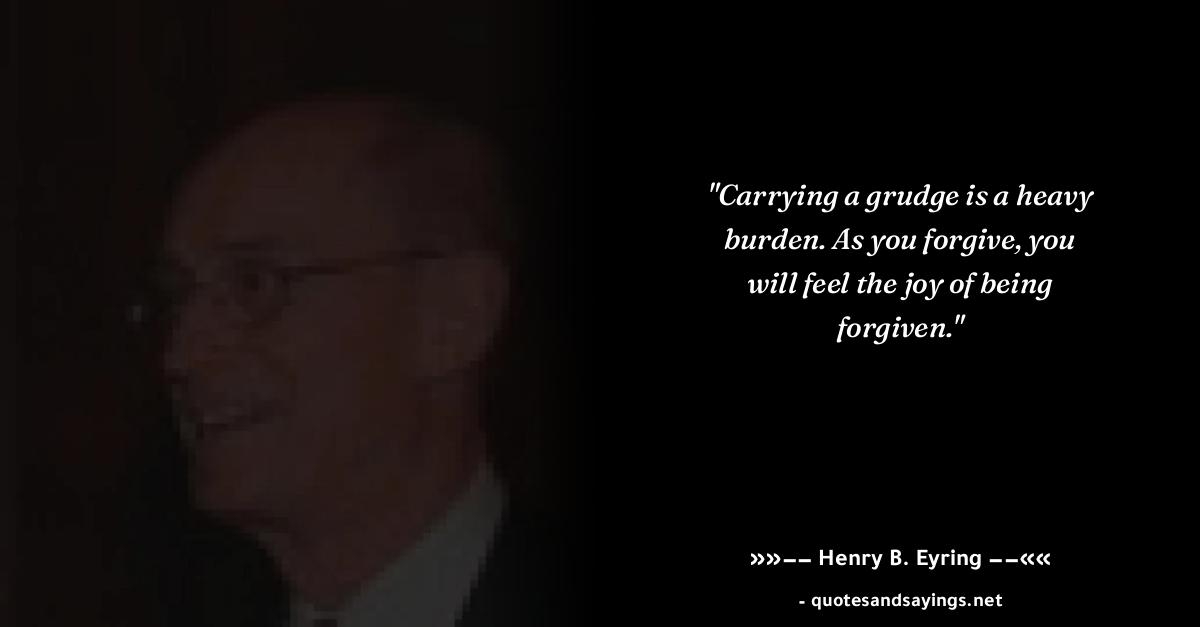 "Carrying a grudge is a heavy
burden. As you forgive, you
will feel the joy of being
forgiven."
»»−− Henry B. Eyring −−««
- quotesandsayings.net